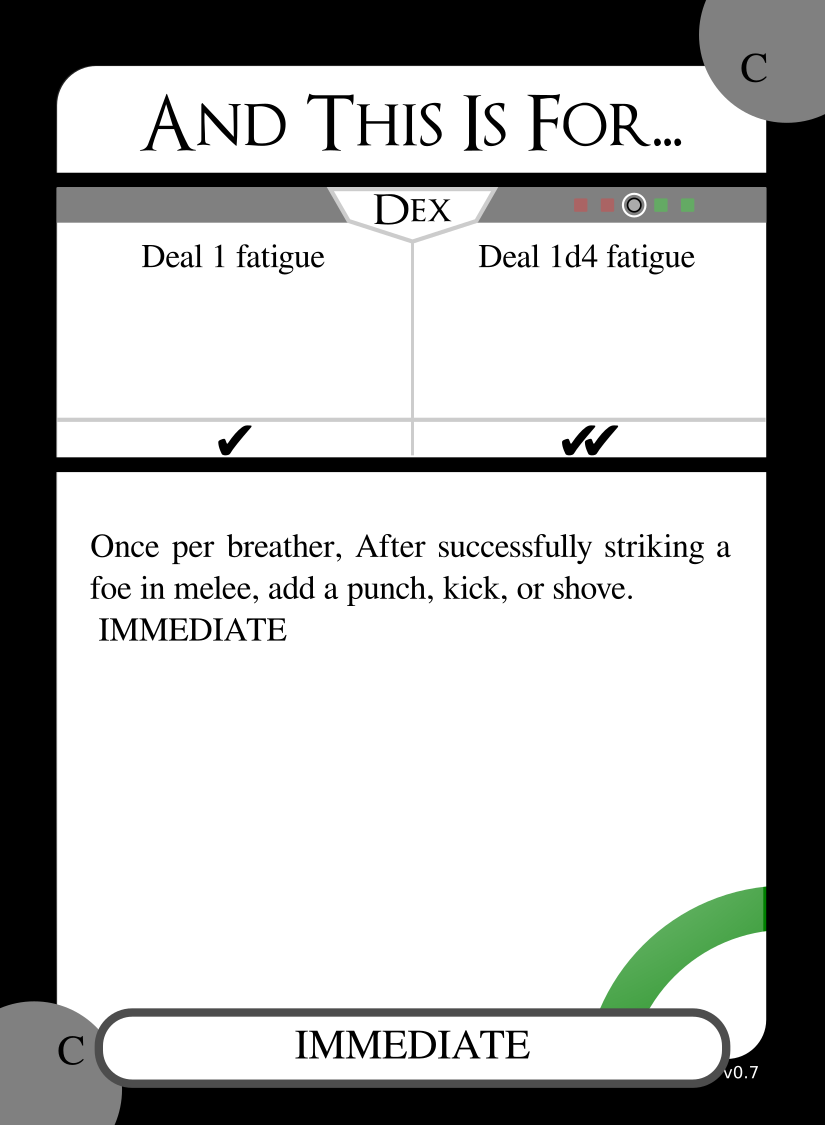 C
And This Is For...
Dex
Deal 1 fatigue
Deal 1d4 fatigue
✔
✔✔
Once per breather, After successfully striking a
foe in melee, add a punch, kick, or shove.
IMMEDIATE
C
IMMEDIATE
v0.7